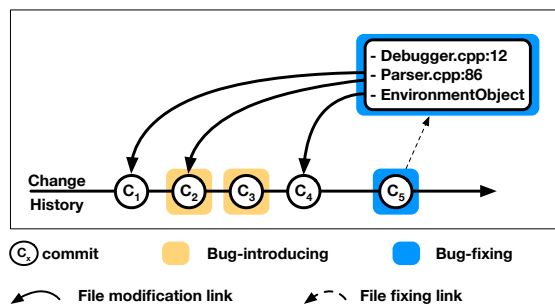 - Debugger.cpp:12
- Parser.cpp:86
- EnvironmentObject
Change
History
C1 C2 C3 C4 C5
Cx commit Bug-introducing Bug-fixing
File modification link File fixing link